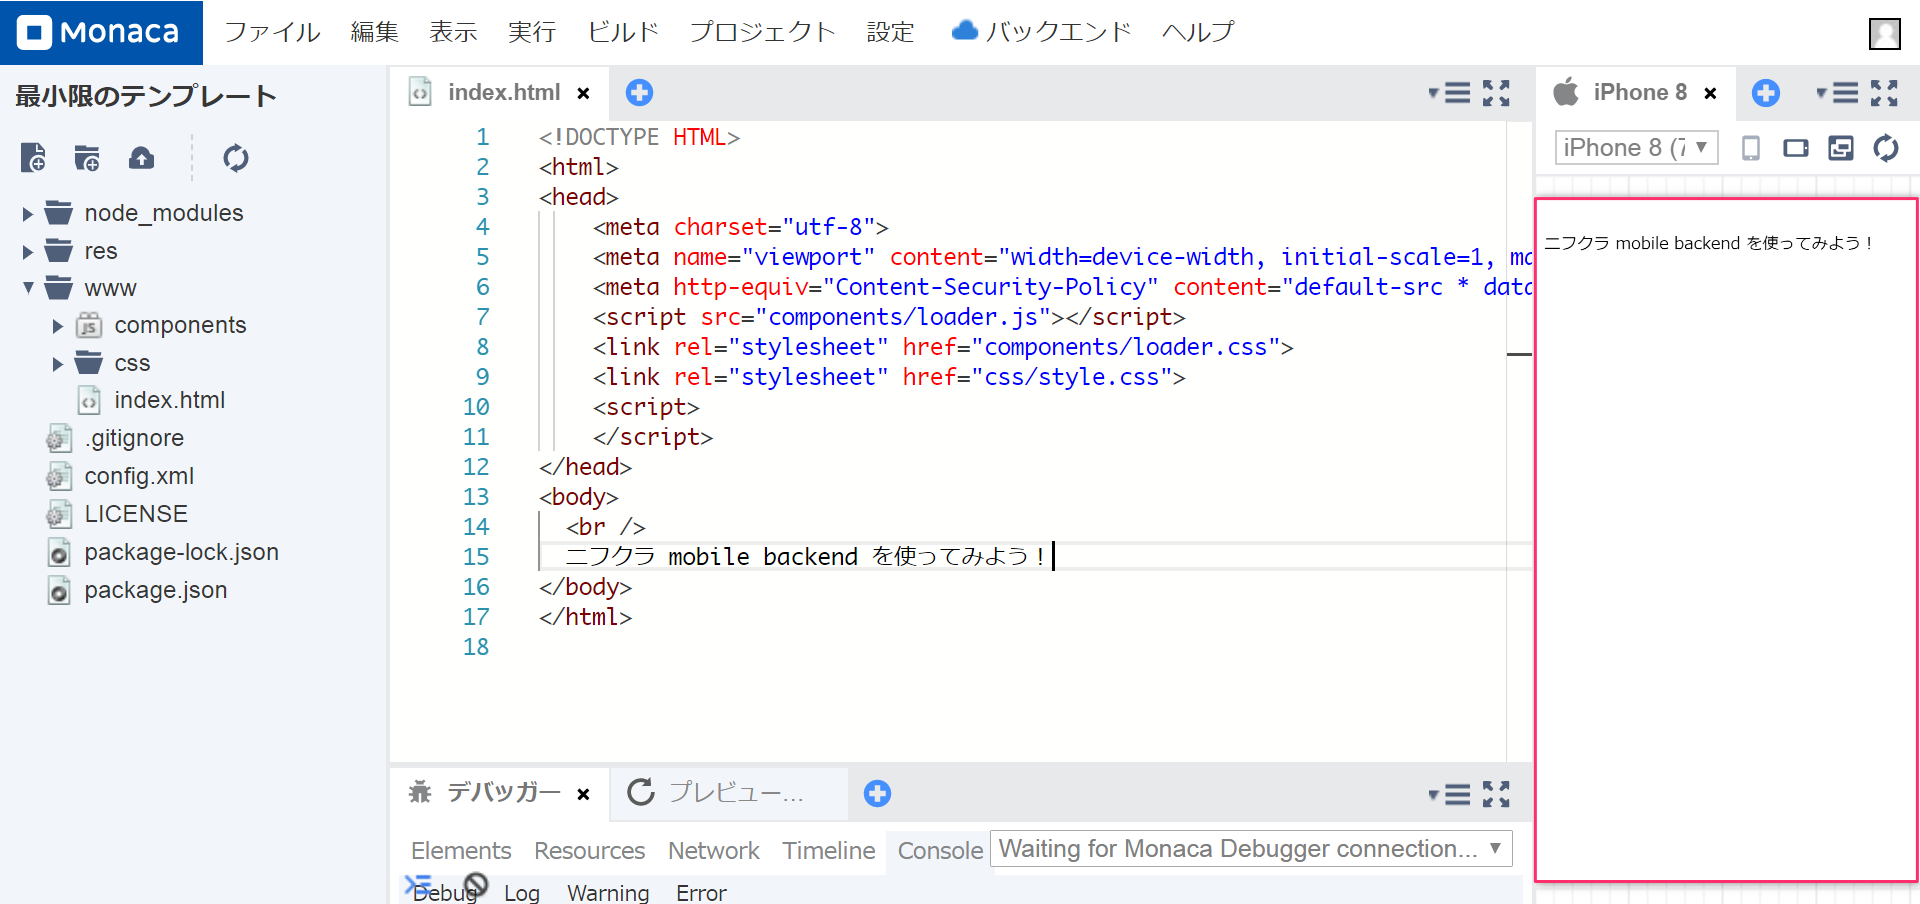 Monaca ファイル 編集 表示 実行 ビルド プロジェクト 設定 バックエンド ヘルプ
最小限のテンプレート
node_modules
res
www
components
css
index.html
.gitignore
config.xml
LICENSE
package-lock.json
package.json
index.html ×
1 <!DOCTYPE HTML>
2 <html>
3 <head>
4 <meta charset="utf-8">
5 <meta name="viewport" content="width=device-width, initial-scale=1, ma
6 <meta http-equiv="Content-Security-Policy" content="default-src * data
7 <script src="components/loader.js"></script>
8 <link rel="stylesheet" href="components/loader.css">
9 <link rel="stylesheet" href="css/style.css">
10 <script>
11 </script>
12 </head>
13 <body>
14 <br />
15 ニフクラ mobile backend を使ってみよう！
16 </body>
17 </html>
18
デバッガー × プレビュー...
Elements Resources Network Timeline Console Waiting for Monaca Debugger connection...
Debug Log Warning Error
iPhone 8 ×
iPhone 8 (7
ニフクラ mobile backend を使ってみよう！